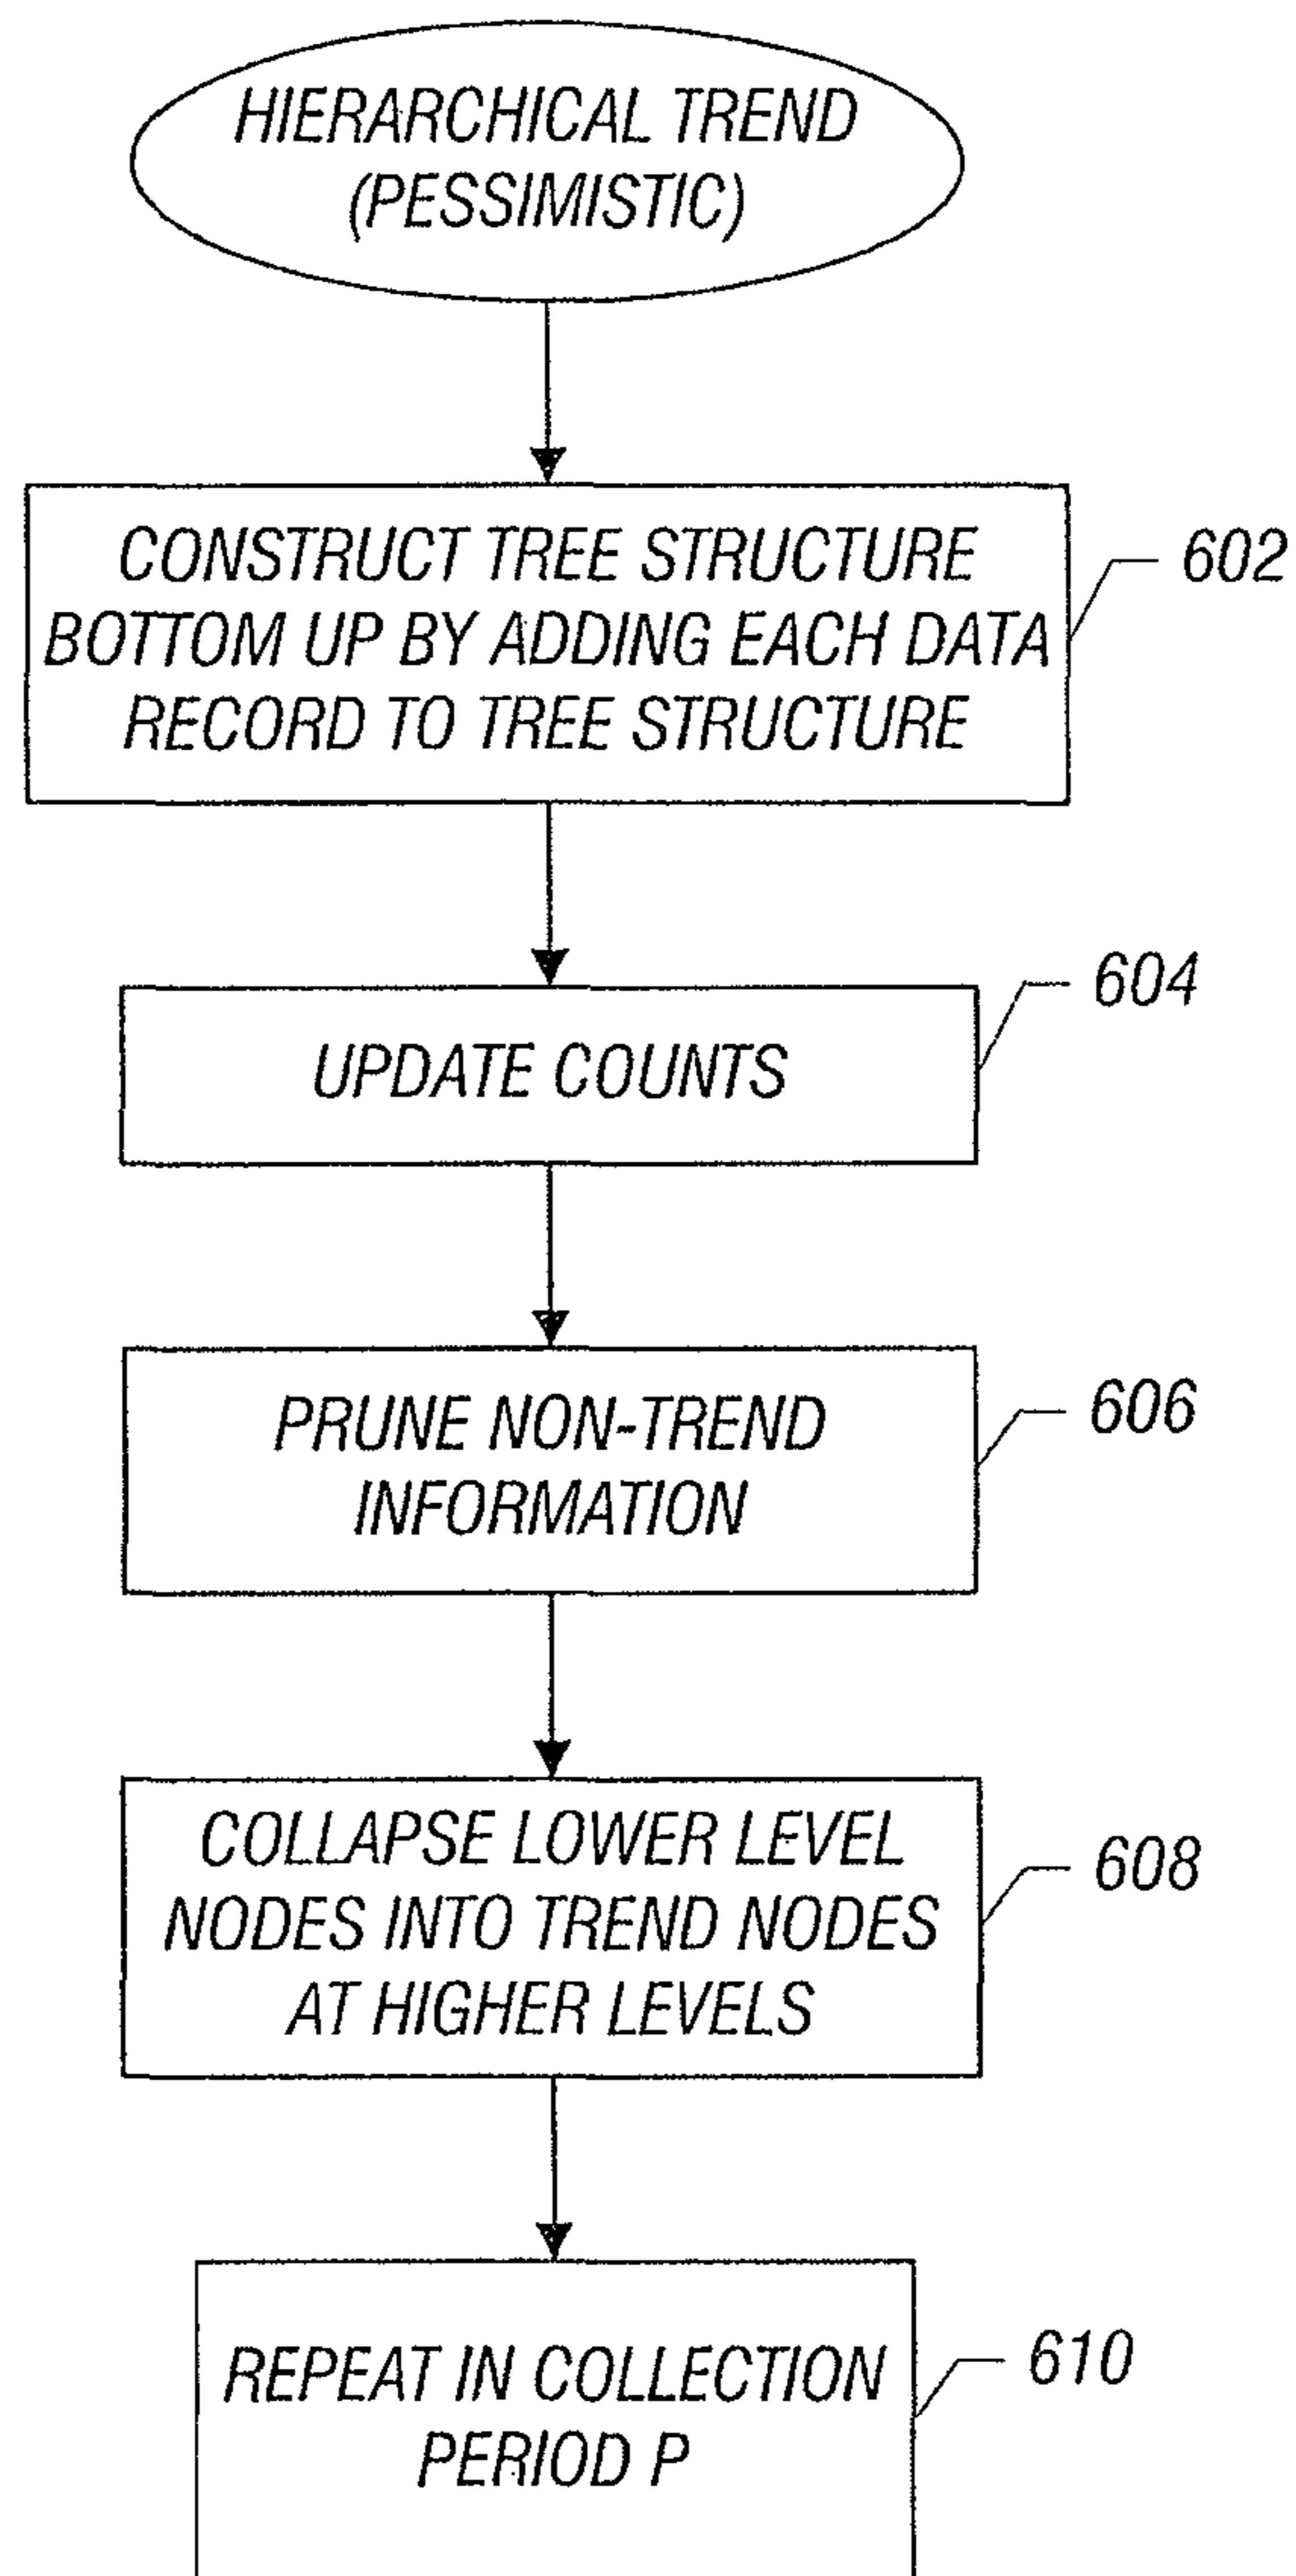 HIERARCHICAL TREND
(PESSIMISTIC)
CONSTRUCT TREE STRUCTURE
BOTTOM UP BY ADDING EACH DATA
RECORD TO TREE STRUCTURE
602
UPDATE COUNTS
604
PRUNE NON-TREND
INFORMATION
606
COLLAPSE LOWER LEVEL
NODES INTO TREND NODES
AT HIGHER LEVELS
608
REPEAT IN COLLECTION
PERIOD P
610